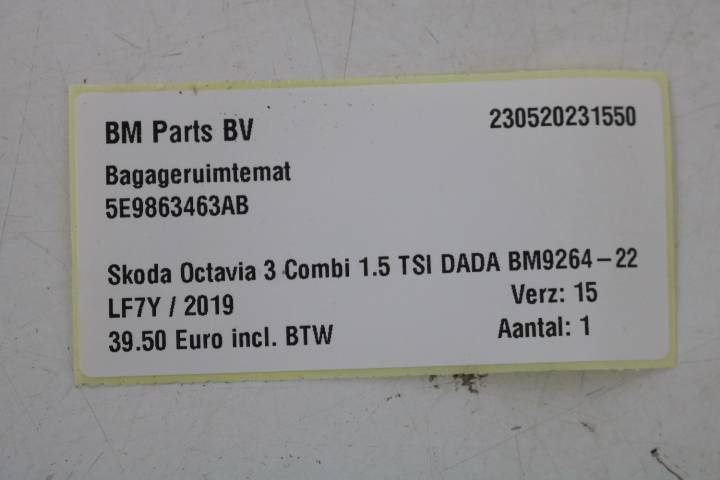 BM Parts BV 230520231550
Bagageruimtemat
5E9863463AB
Skoda Octavia 3 Combi 1.5 TSI DADA BM9264-22
LF7Y / 2019 Verz: 15
39.50 Euro incl. BTW Aantal: 1